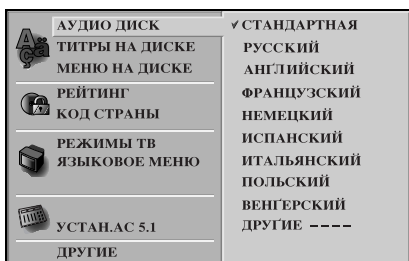 АУДИО ДИСК
ТИТРЫ НА ДИСКЕ
МЕНЮ НА ДИСКЕ
РЕЙТИНГ
КОД СТРАНЫ
РЕЖИМЫ ТВ
ЯЗЫКОВОЕ МЕНЮ
УСТАН.АС 5.1
ДРУГИЕ
✓ СТАНДАРТНАЯ
РУССКИЙ
АНГЛИЙСКИЙ
ФРАНЦУЗСКИЙ
НЕМЕЦКИЙ
ИСПАНСКИЙ
ИТАЛЬЯНСКИЙ
ПОЛЬСКИЙ
ВЕНГЕРСКИЙ
ДРУГИЕ ----